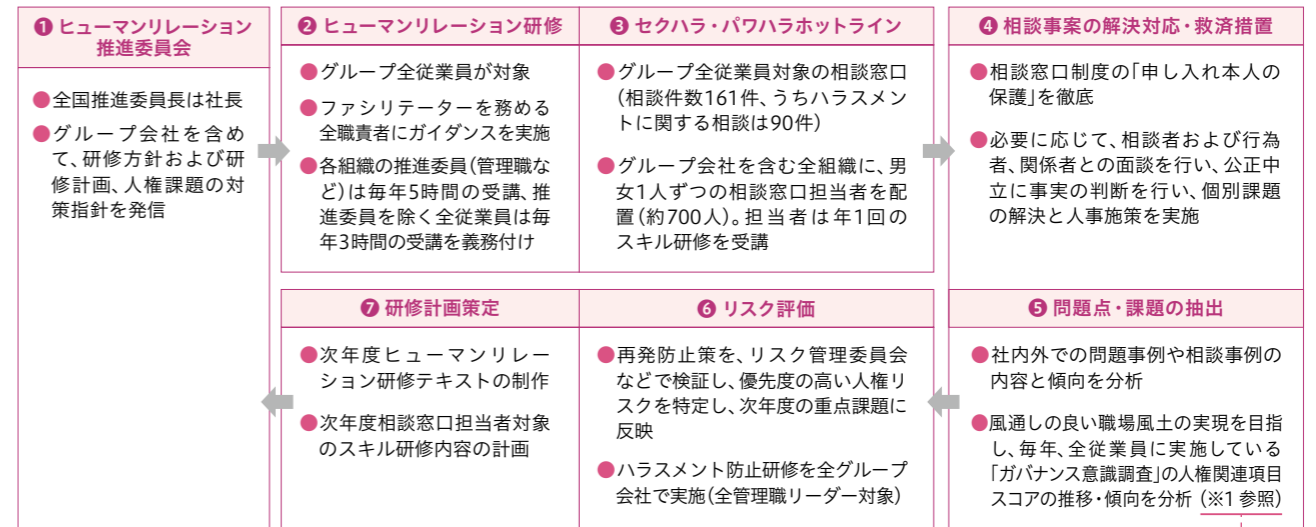 ❶ ヒューマンリレーション
推進委員会
●全国推進委員長は社長
●グループ会社を含め
て、研修方針および研
修計画、人権課題の対
策指針を発信
❷ ヒューマンリレーション研修
●グループ全従業員が対象
●ファシリテーターを務める
全職責者にガイダンスを実施
●各組織の推進委員(管理職な
ど)は毎年5時間の受講、推
進委員を除く全従業員は毎
年3時間の受講を義務付け
❸ セクハラ・パワハラホットライン
●グループ全従業員対象の相談窓口
(相談件数161件、うちハラスメン
トに関する相談は90件)
●グループ会社を含む全組織に、男
女1人ずつの相談窓口担当者を配
置(約700人)。担当者は年1回の
スキル研修を受講
❹ 相談事案の解決対応・救済措置
●相談窓口制度の「申し入れ本人の
保護」を徹底
●必要に応じて、相談者および行為
者、関係者との面談を行い、公正中
立に事実の判断を行い、個別課題
の解決と人事施策を実施
❺ 問題点・課題の抽出
●社内外での問題事例や相談事例の
内容と傾向を分析
●風通しの良い職場風土の実現を目指
し、毎年、全従業員に実施している
「ガバナンス意識調査」の人権関連項目
スコアの推移・傾向を分析 (※1 参照)
❻ リスク評価
●再発防止策を、リスク管理委員会
などで検証し、優先度の高い人権リ
スクを特定し、次年度の重点課題に
反映
●ハラスメント防止研修を全グループ
会社で実施(全管理職リーダー対象)
❼ 研修計画策定
●次年度ヒューマンリレー
ション研修テキストの制作
●次年度相談窓口担当者対象
のスキル研修内容の計画